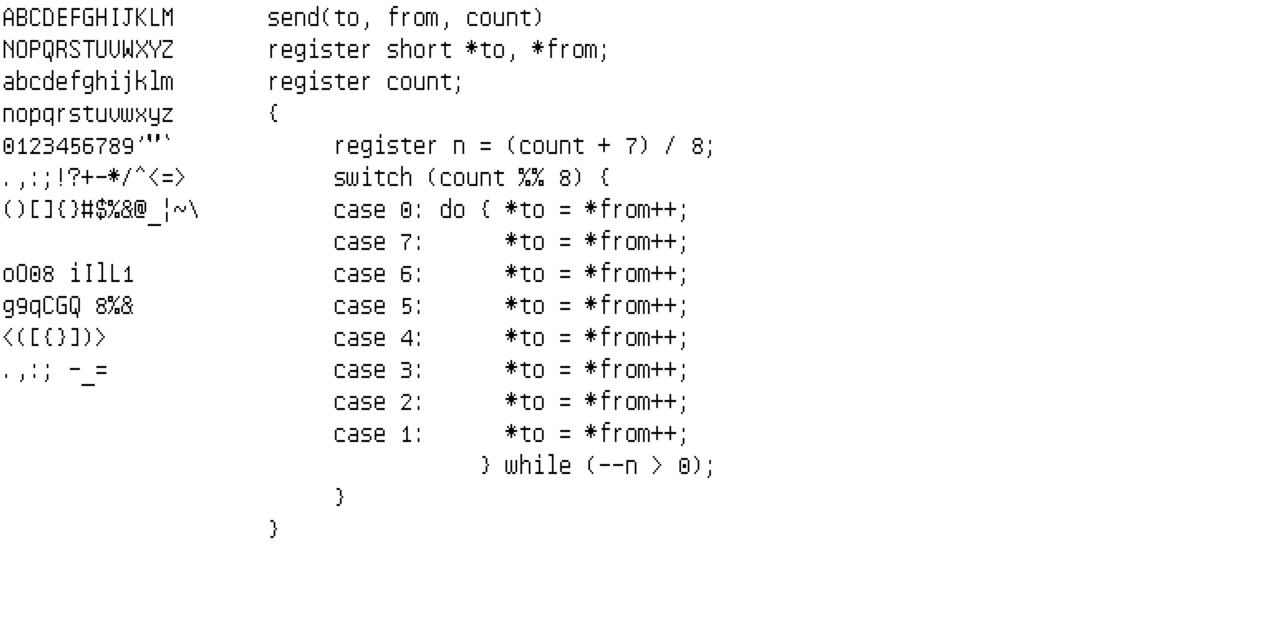 ABCDEFGHIJKLM send(to, from, count)
NOPQRSTUVWXYZ register short *to, *from;
abcdefghijklm register count;
nopqrstuvwxyz {
0123456789'"` register n = (count + 7) / 8;
.,:;!?+-*/^<=> switch (count %% 8) {
()[]{}#$%&@_¦~\ case 0: do { *to = *from++;
case 7: *to = *from++;
oO08 iIlL1 case 6: *to = *from++;
g9qCGQ 8%& case 5: *to = *from++;
<([{}])> case 4: *to = *from++;
.,:; -_= case 3: *to = *from++;
case 2: *to = *from++;
case 1: *to = *from++;
} while (--n > 0);
}
}